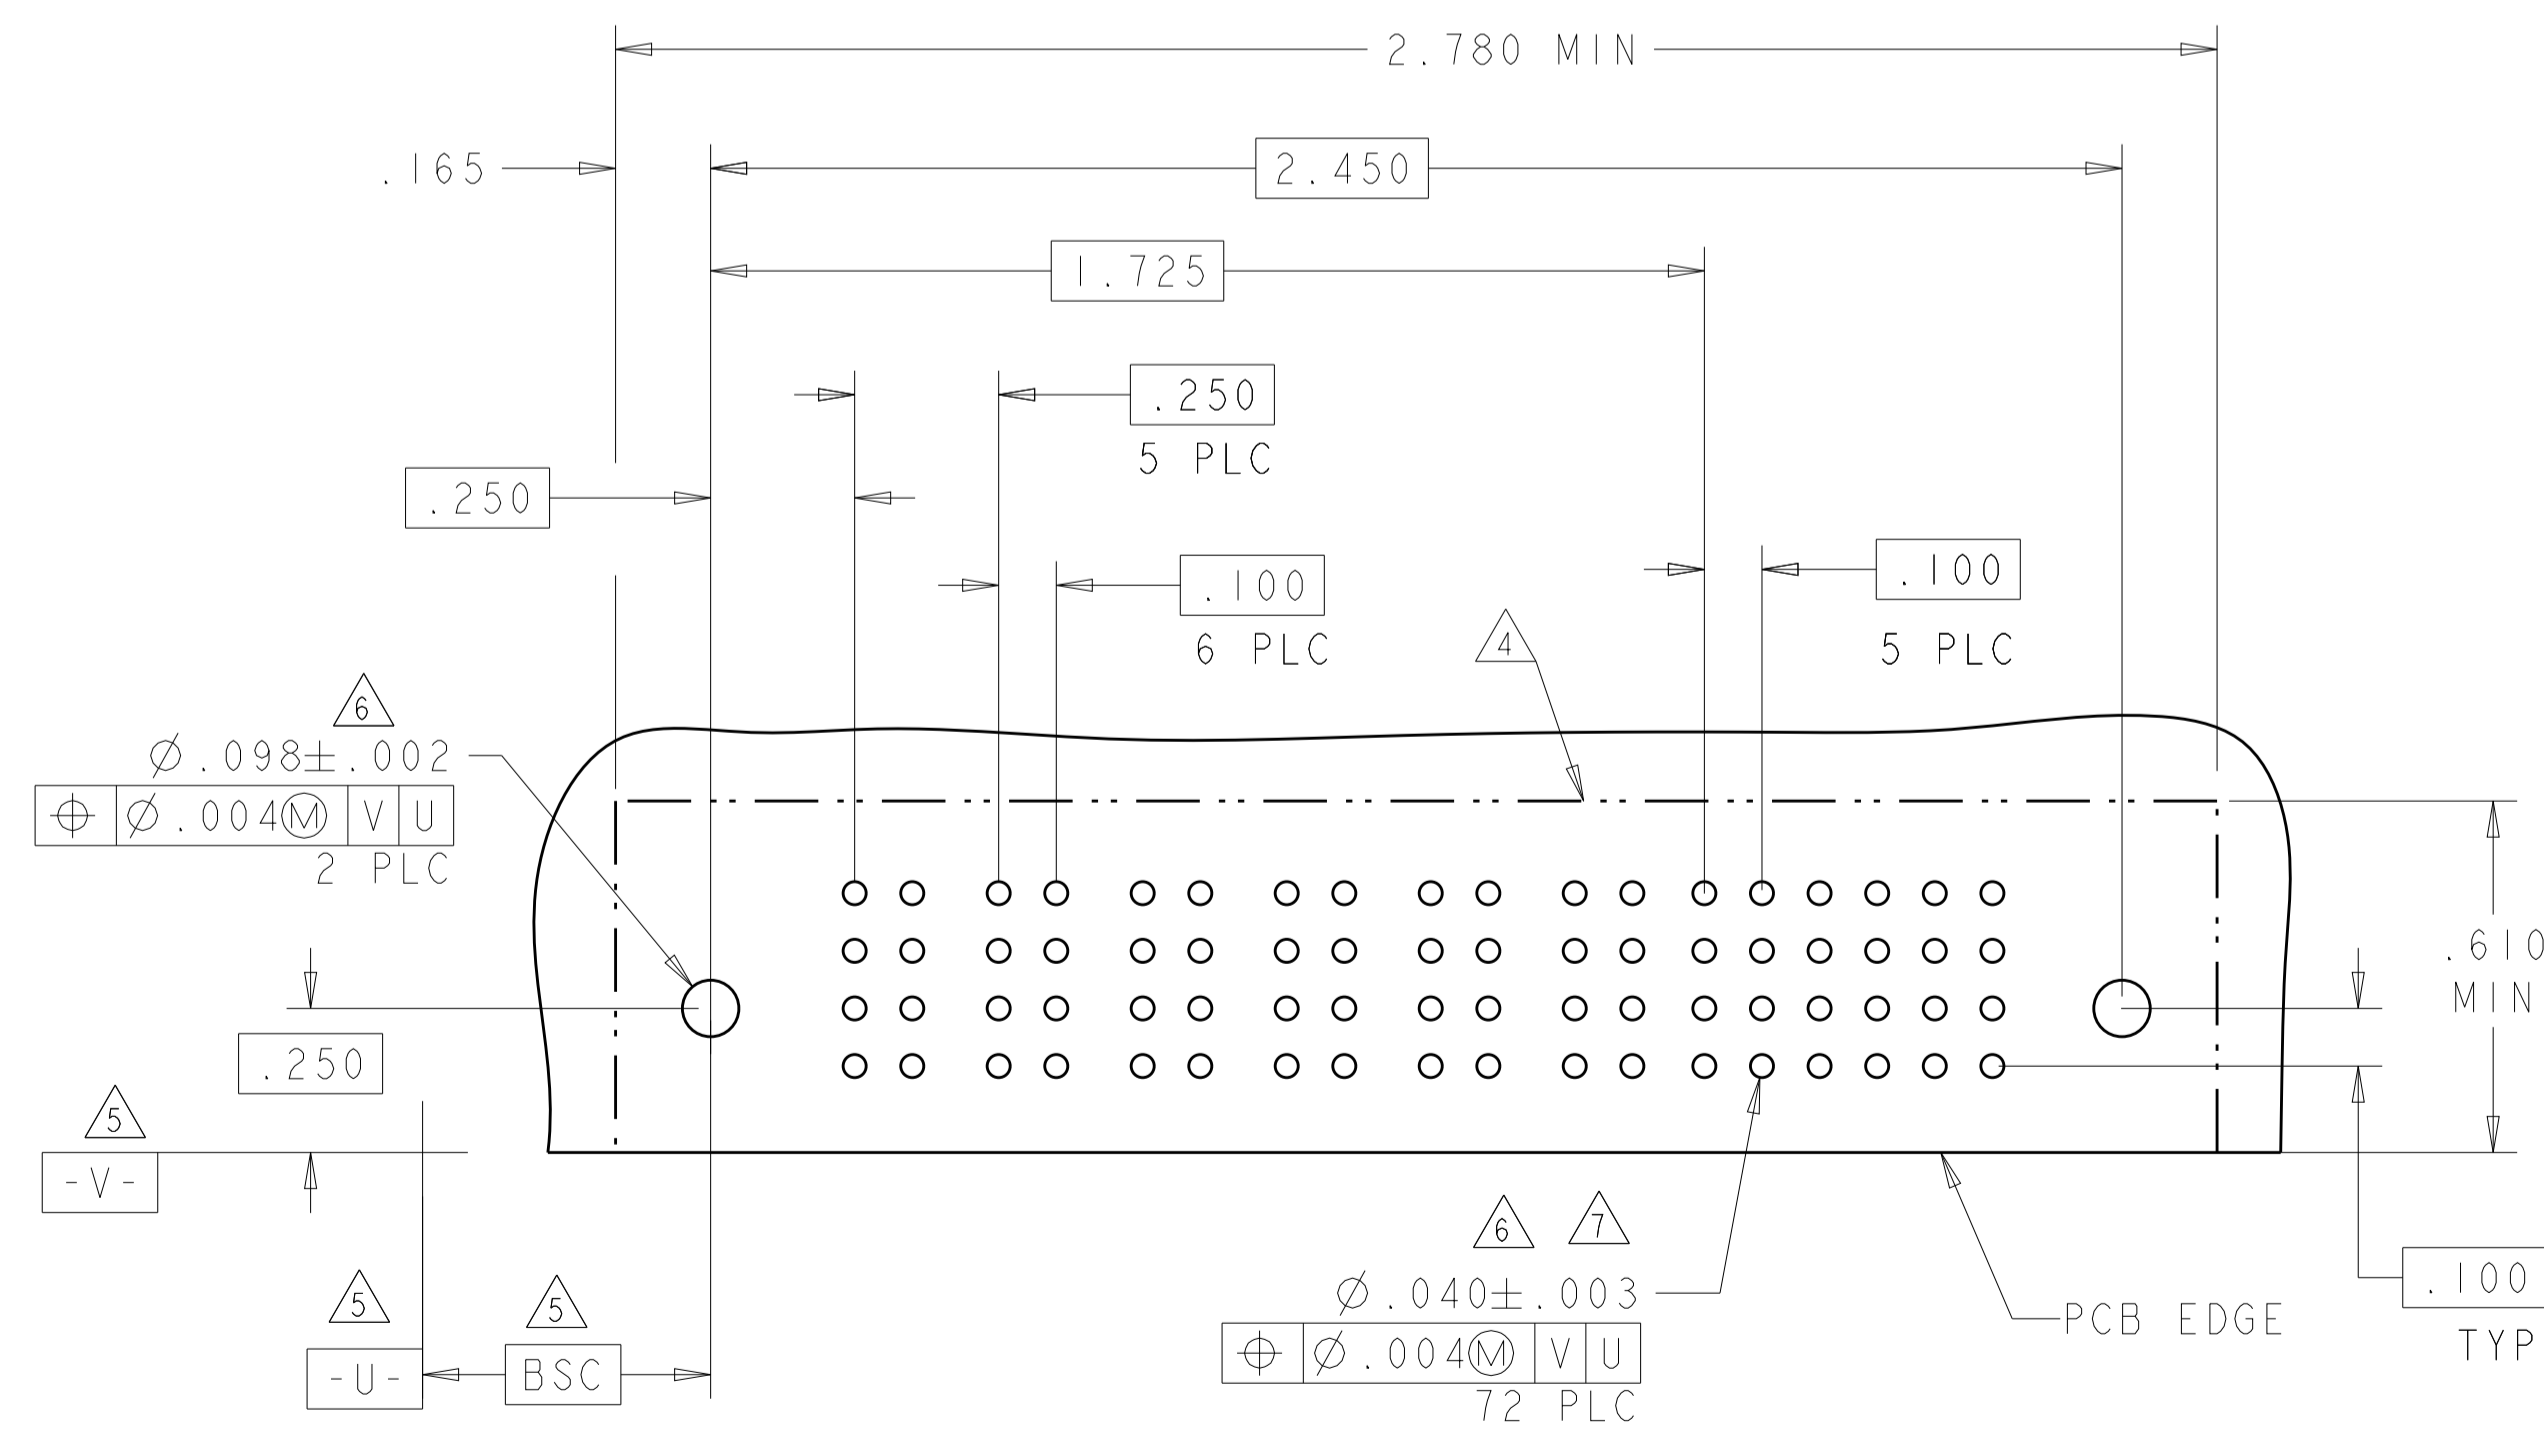 2.780 MIN
.165
2.450
1.725
.250
5 PLC
.250
.100
6 PLC
.100
5 PLC
4
6
Ø.098±.002
⌖ Ø.004Ⓜ V U
2 PLC
.610
MIN
.250
5
-V-
6 7
Ø.040±.003
⌖ Ø.004Ⓜ V U
72 PLC
PCB EDGE
.100
TYP
5
-U-
5
BSC